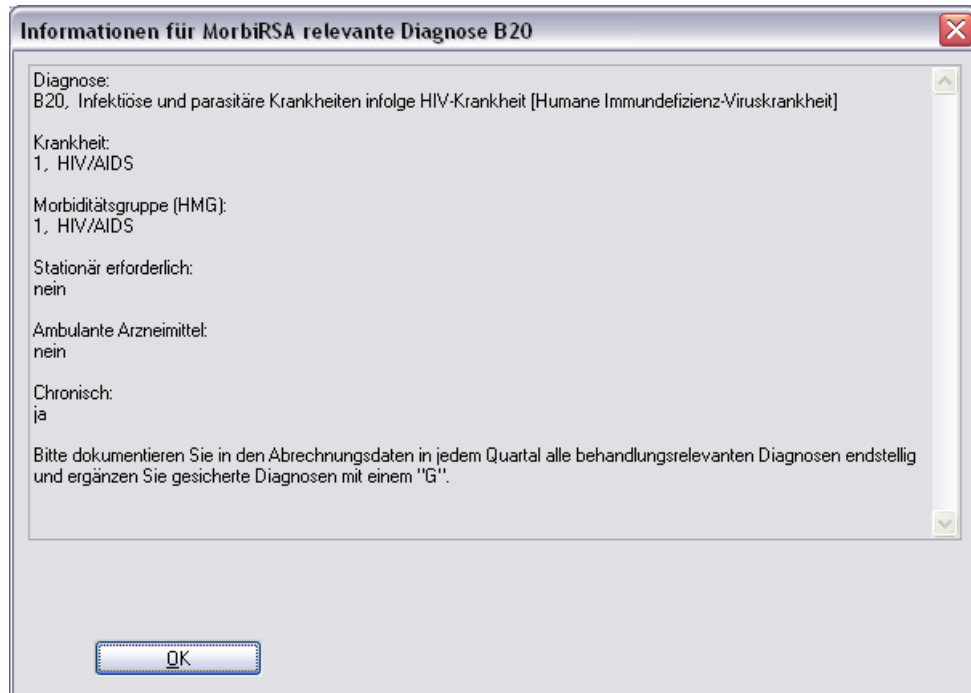 Informationen für MorbiRSA relevante Diagnose B20
Diagnose:
B20,  Infektiöse und parasitäre Krankheiten infolge HIV-Krankheit [Humane Immundefizienz-Viruskrankheit]
Krankheit:
1,  HIV/AIDS
Morbiditätsgruppe (HMG):
1,  HIV/AIDS
Stationär erforderlich:
nein
Ambulante Arzneimittel:
nein
Chronisch:
ja
Bitte dokumentieren Sie in den Abrechnungsdaten in jedem Quartal alle behandlungsrelevanten Diagnosen endstellig
und ergänzen Sie gesicherte Diagnosen mit einem "G".
OK